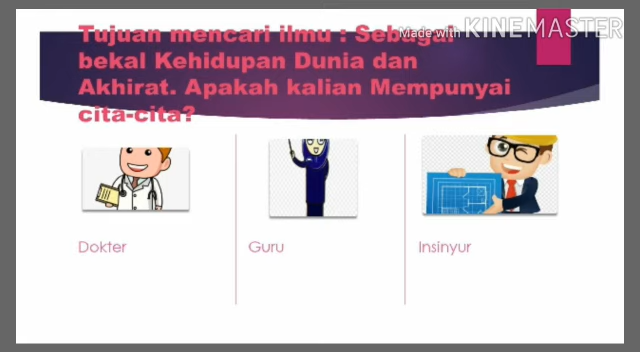 Tujuan mencari ilmu : Sebagai
bekal Kehidupan Dunia dan
Akhirat. Apakah kalian Mempunyai
cita-cita?
Made with KINEMASTER
Dokter
Guru
Insinyur